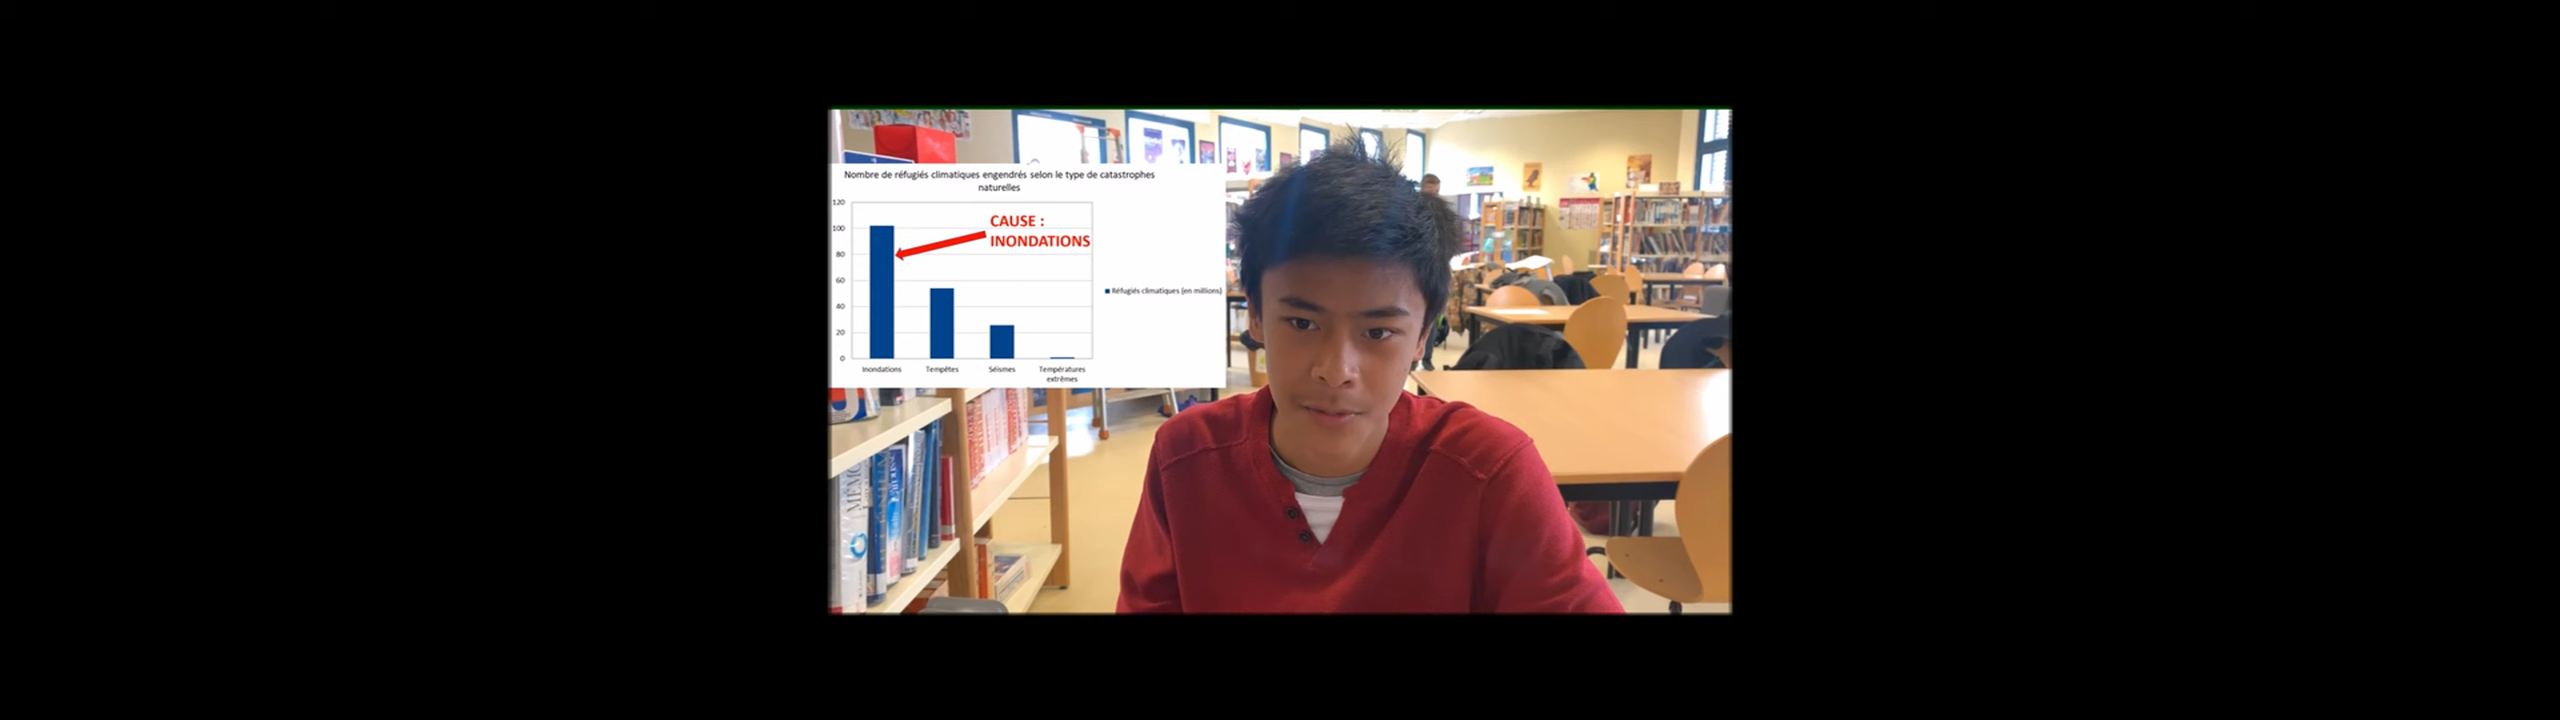 Nombre de réfugiés climatiques engendrés selon le type de catastrophes
naturelles
120
100
80
60
40
20
0
CAUSE :
INONDATIONS
Réfugiés climatiques (en millions)
Inondations
Tempêtes
Séismes
Températures
extrêmes
MEMO